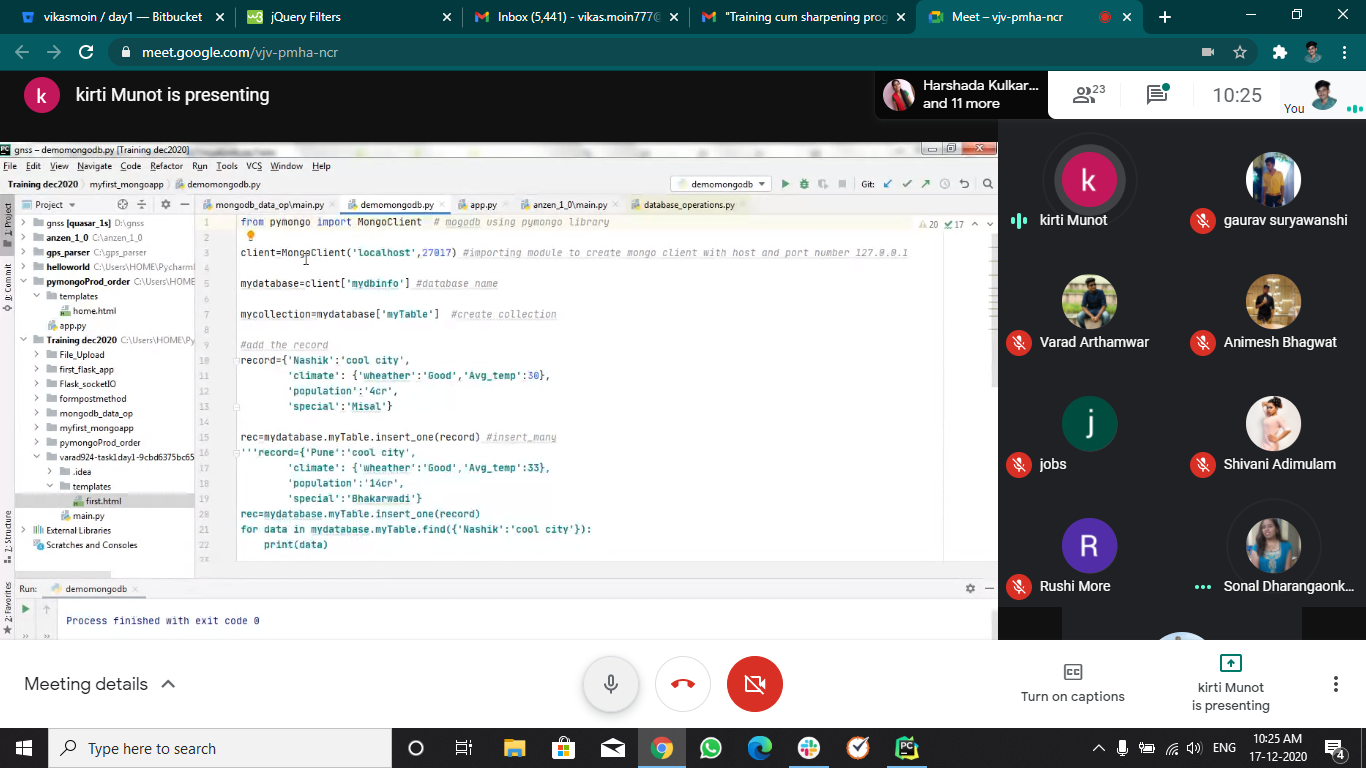 vikasmoin / day1 — Bitbucket
jQuery Filters
Inbox (5,441) - vikas.moin777@
"Training cum sharpening prog
Meet – vjv-pmha-ncr
meet.google.com/vjv-pmha-ncr
k
kirti Munot is presenting
Harshada Kulkar...
and 11 more
23
10:25
You
gnss – demomongodb.py [Training dec2020]
File Edit View Navigate Code Refactor Run Tools VCS Window Help
Training dec2020 myfirst_mongoapp demomongodb.py
demomongodb
Git:
Project
mongodb_data_op\main.py
demomongodb.py
app.py
anzen_1_0\main.py
database_operations.py
1: Project
0: Commit
7: Structure
2: Favorites
gnss [quasar_1s] D:\gnss
anzen_1_0 C:\anzen_1_0
gps_parser C:\gps_parser
helloworld C:\Users\HOME\Pycharm
pymongoProd_order
templates
home.html
app.py
Training dec2020 C:\Users\HOME\Py
File_Upload
first_flask_app
Flask_socketIO
formpostmethod
mongodb_data_op
myfirst_mongoapp
pymongoProd_order
varad924-task1day1-9cbd6375bc65
.idea
templates
first.html
main.py
External Libraries
Scratches and Consoles
20 17
1 from pymongo import MongoClient # mogodb using pymongo library
2
3 client=MongoClient('localhost',27017) #importing module to create mongo client with host and port number 127.0.0.1
4
5 mydatabase=client['mydbinfo'] #database name
6
7 mycollection=mydatabase['myTable'] #create collection
8
9 #add the record
10 record={'Nashik':'cool city',
11 'climate': {'wheather':'Good','Avg_temp':30},
12 'population':'4cr',
13 'special':'Misal'}
14
15 rec=mydatabase.myTable.insert_one(record) #insert_many
16 '''record={'Pune':'cool city',
17 'climate': {'wheather':'Good','Avg_temp':33},
18 'population':'14cr',
19 'special':'Bhakarwadi'}
20 rec=mydatabase.myTable.insert_one(record)
21 for data in mydatabase.myTable.find({'Nashik':'cool city'}):
22 print(data)
Run: demomongodb
Process finished with exit code 0
k
kirti Munot
gaurav suryawanshi
Varad Arthamwar
Animesh Bhagwat
j
jobs
Shivani Adimulam
R
Rushi More
Sonal Dharangaonk...
Meeting details
Turn on captions
kirti Munot
is presenting
Type here to search
ENG
10:25 AM
17-12-2020
4